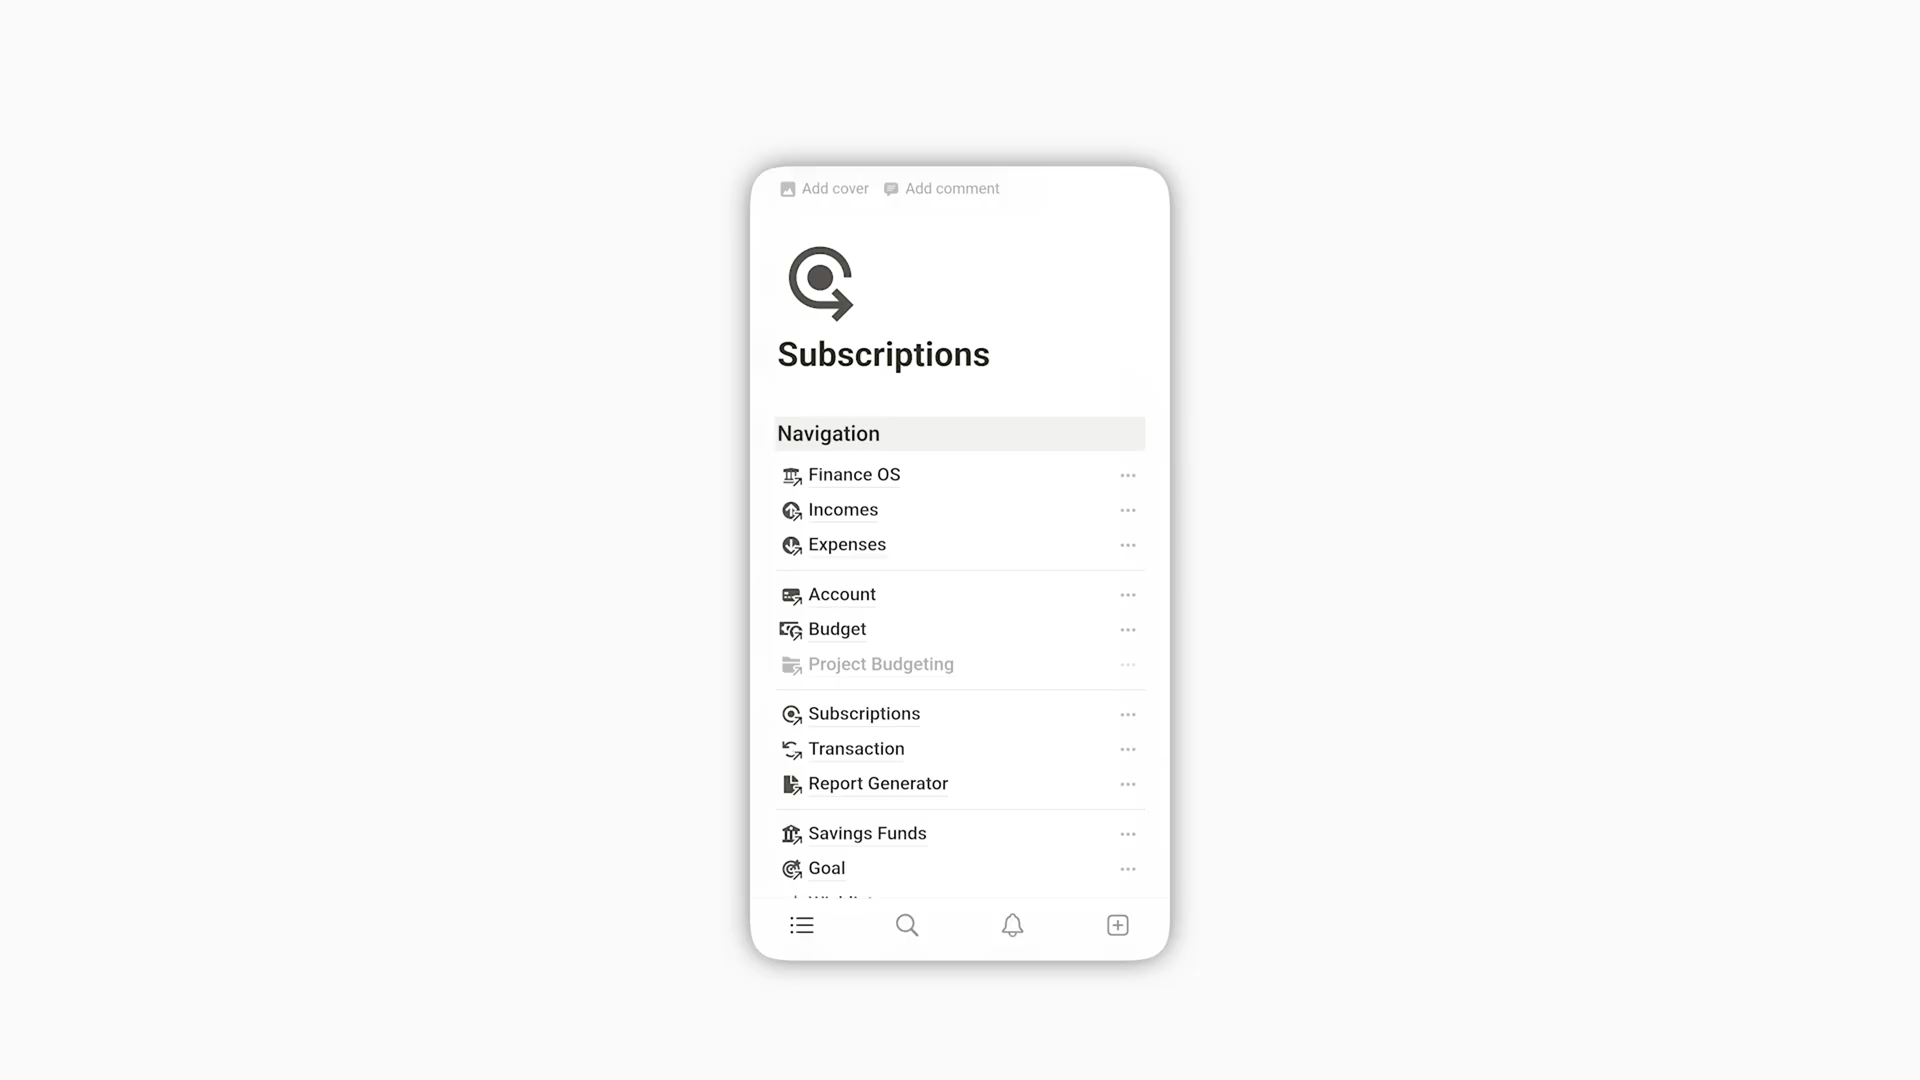 Add cover Add comment
Subscriptions
Navigation
Finance OS
Incomes
Expenses
Account
Budget
Project Budgeting
Subscriptions
Transaction
Report Generator
Savings Funds
Goal